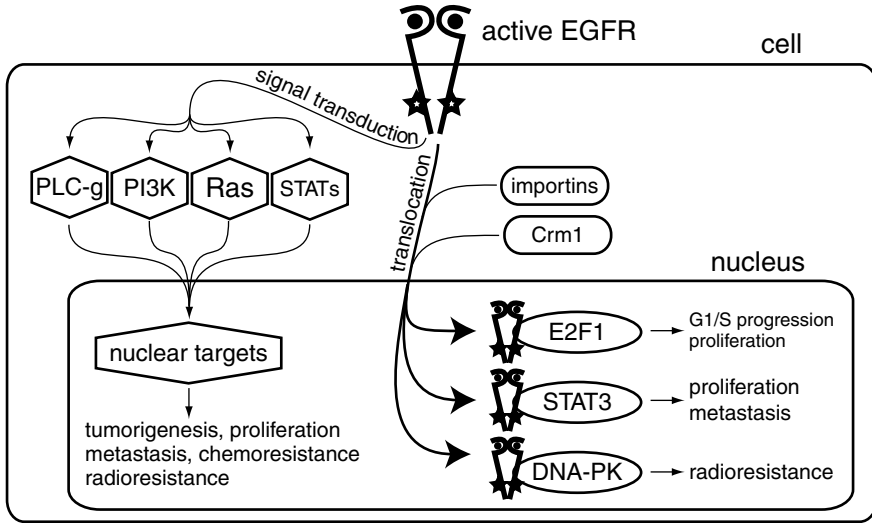 active EGFR
cell
signal transduction
PLC-g
PI3K
Ras
STATs
translocation
importins
Crm1
nucleus
nuclear targets
tumorigenesis, proliferation
metastasis, chemoresistance
radioresistance
E2F1
G1/S progression
proliferation
STAT3
proliferation
metastasis
DNA-PK
radioresistance